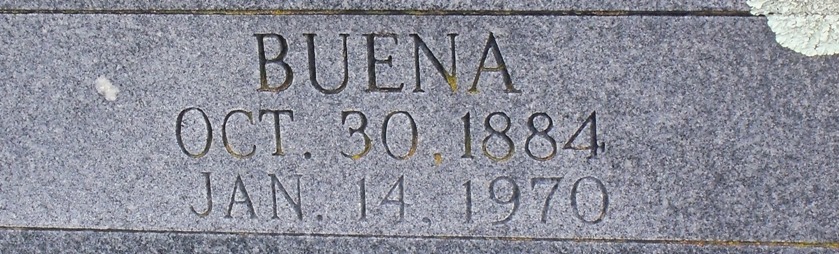 BUENA
OCT. 30, 1884
JAN. 14, 1970